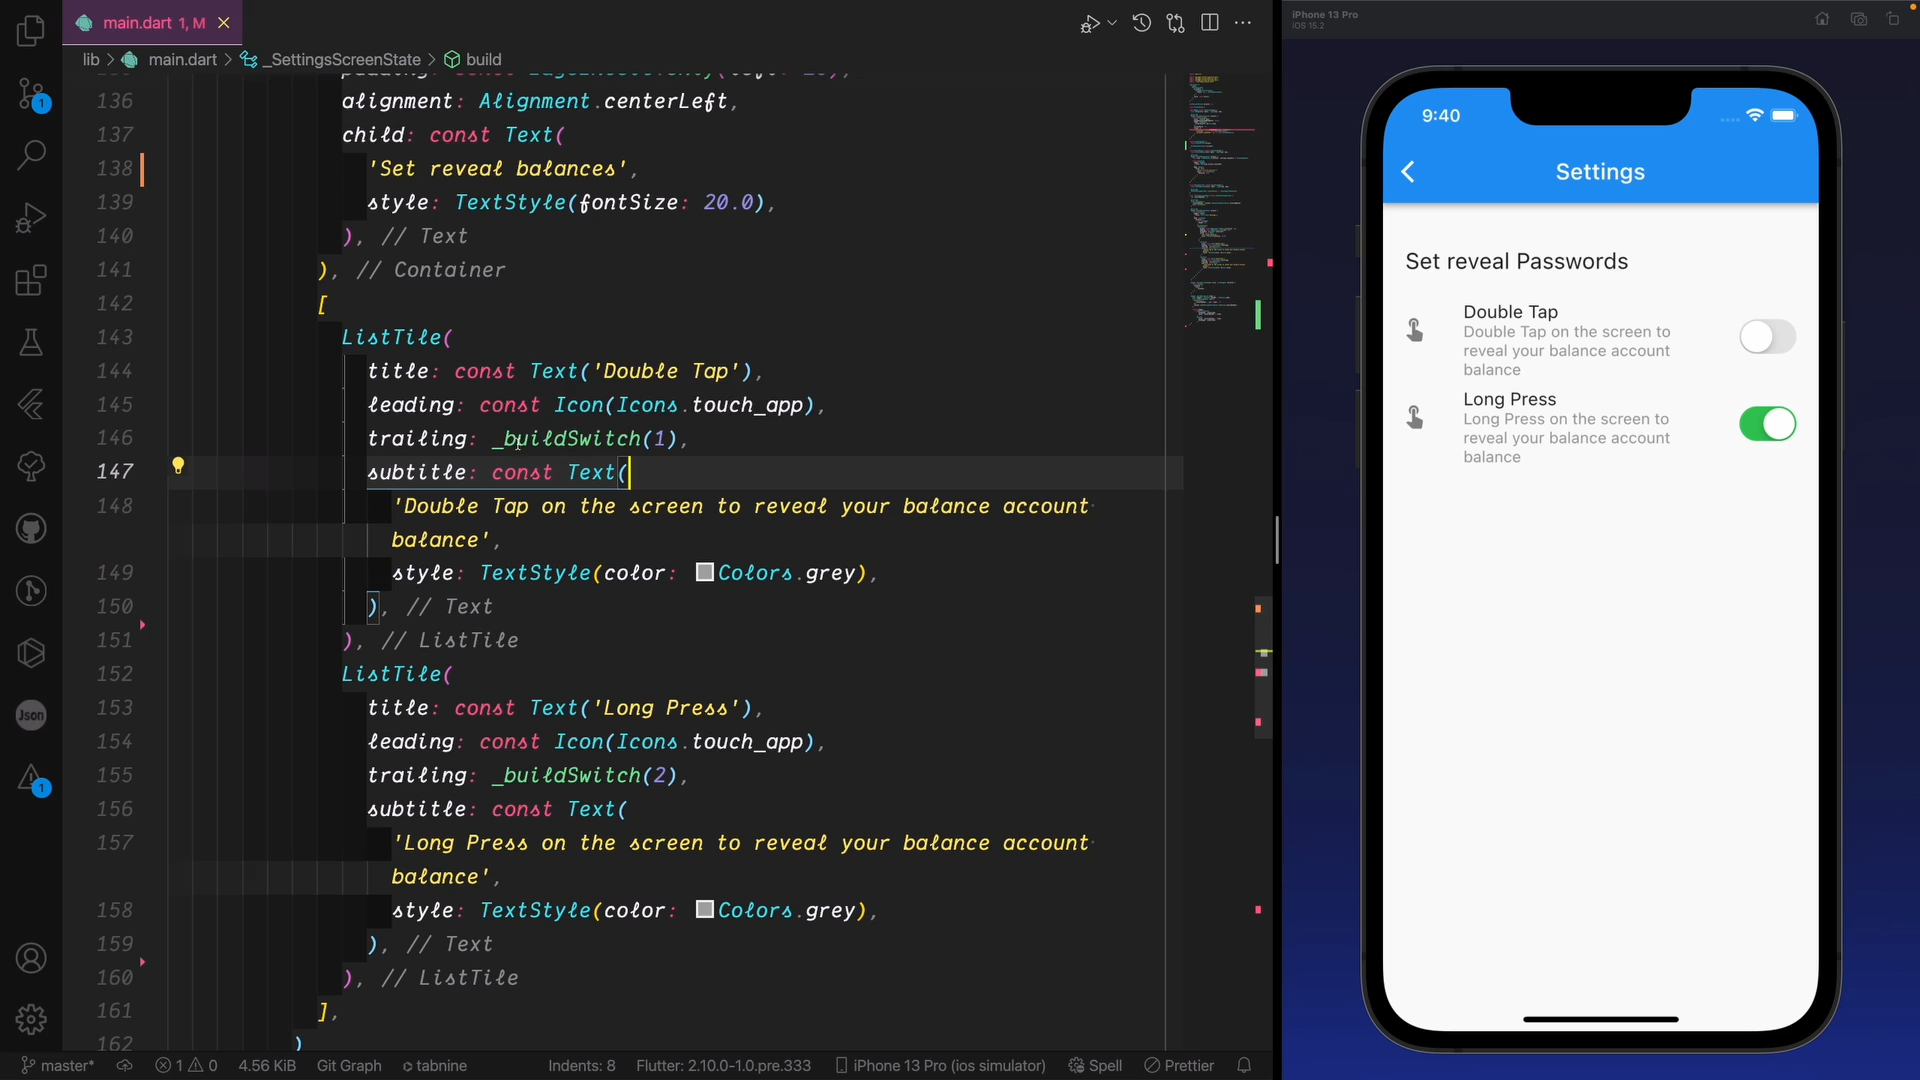 main.dart 1, M
lib > main.dart > _SettingsScreenState > build
136 alignment: Alignment.centerLeft,
137 child: const Text(
138 'Set reveal balances',
139 style: TextStyle(fontSize: 20.0),
140 ), // Text
141 ), // Container
142 [
143 ListTile(
144 title: const Text('Double Tap'),
145 leading: const Icon(Icons.touch_app),
146 trailing: _buildSwitch(1),
147 subtitle: const Text(
148 'Double Tap on the screen to reveal your balance account
balance',
149 style: TextStyle(color: Colors.grey),
150 ), // Text
151 ), // ListTile
152 ListTile(
153 title: const Text('Long Press'),
154 leading: const Icon(Icons.touch_app),
155 trailing: _buildSwitch(2),
156 subtitle: const Text(
157 'Long Press on the screen to reveal your balance account
balance',
158 style: TextStyle(color: Colors.grey),
159 ), // Text
160 ), // ListTile
161 ],
162 )
1
Json
1
master* 1 0 4.56 KiB Git Graph tabnine Indents: 8 Flutter: 2.10.0-1.0.pre.333 iPhone 13 Pro (ios simulator) Spell Prettier
iPhone 13 Pro
iOS 15.2
9:40
Settings
Set reveal Passwords
Double Tap
Double Tap on the screen to
reveal your balance account
balance
Long Press
Long Press on the screen to
reveal your balance account
balance